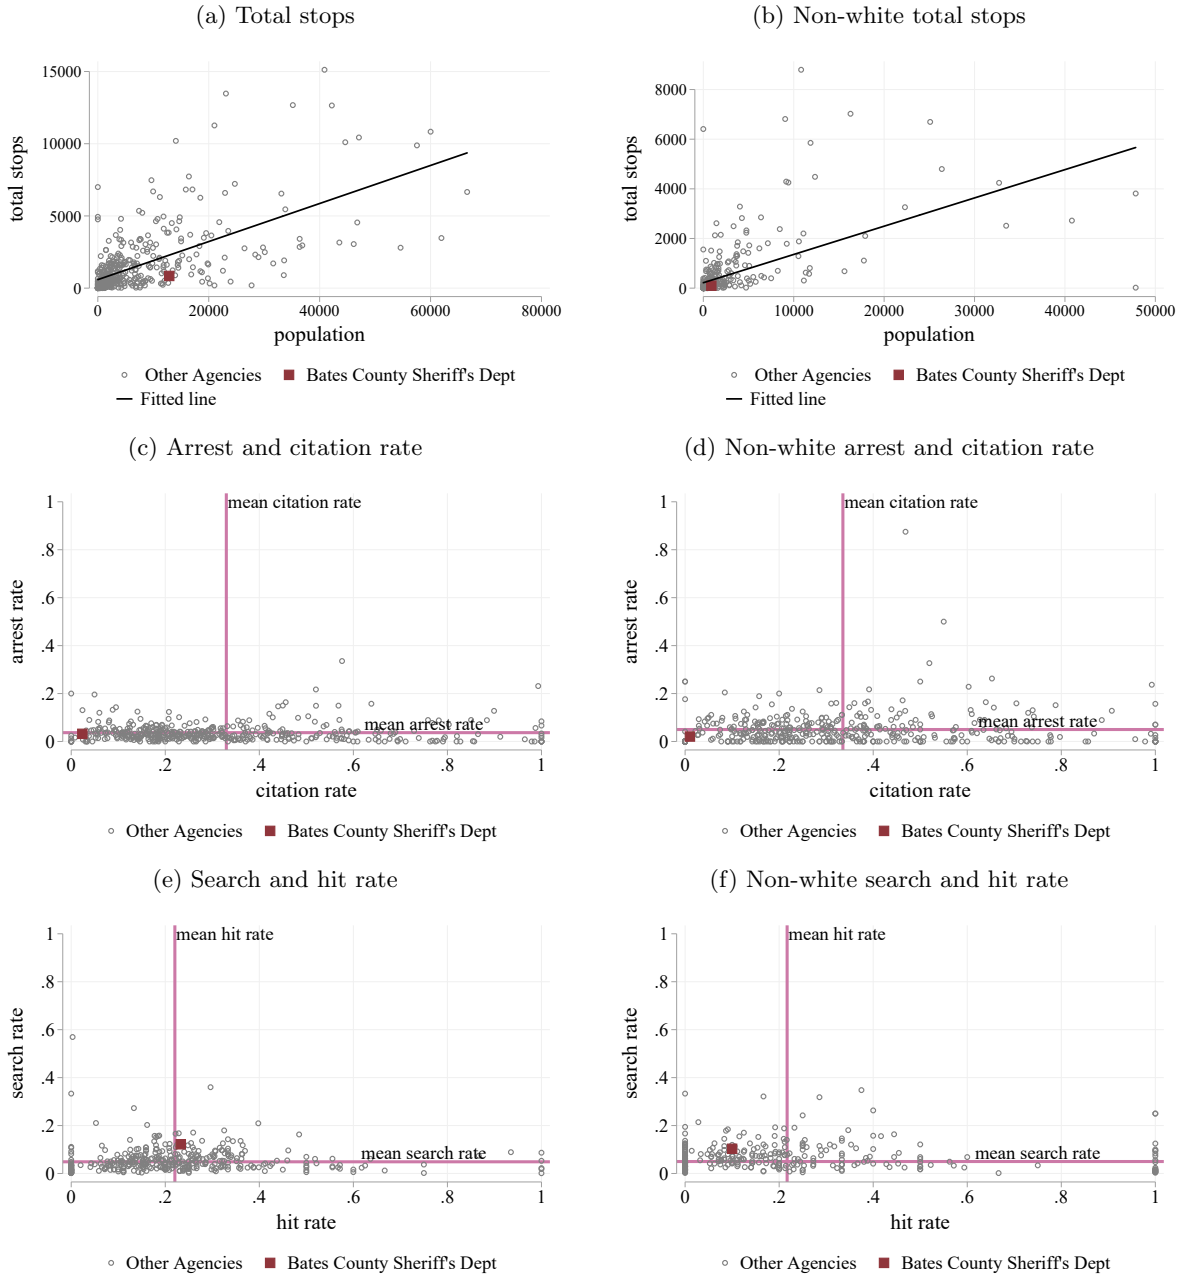 (a) Total stops
(b) Non-white total stops
15000
10000
5000
0
total stops
0 20000 40000 60000 80000
population
Other Agencies Bates County Sheriff's Dept
Fitted line
8000
6000
4000
2000
0
total stops
0 10000 20000 30000 40000 50000
population
Other Agencies Bates County Sheriff's Dept
Fitted line
(c) Arrest and citation rate
(d) Non-white arrest and citation rate
1
.8
.6
.4
.2
0
arrest rate
mean citation rate
mean arrest rate
0 .2 .4 .6 .8 1
citation rate
Other Agencies Bates County Sheriff's Dept
1
.8
.6
.4
.2
0
arrest rate
mean citation rate
mean arrest rate
0 .2 .4 .6 .8 1
citation rate
Other Agencies Bates County Sheriff's Dept
(e) Search and hit rate
(f) Non-white search and hit rate
1
.8
.6
.4
.2
0
search rate
mean hit rate
mean search rate
0 .2 .4 .6 .8 1
hit rate
Other Agencies Bates County Sheriff's Dept
1
.8
.6
.4
.2
0
search rate
mean hit rate
mean search rate
0 .2 .4 .6 .8 1
hit rate
Other Agencies Bates County Sheriff's Dept